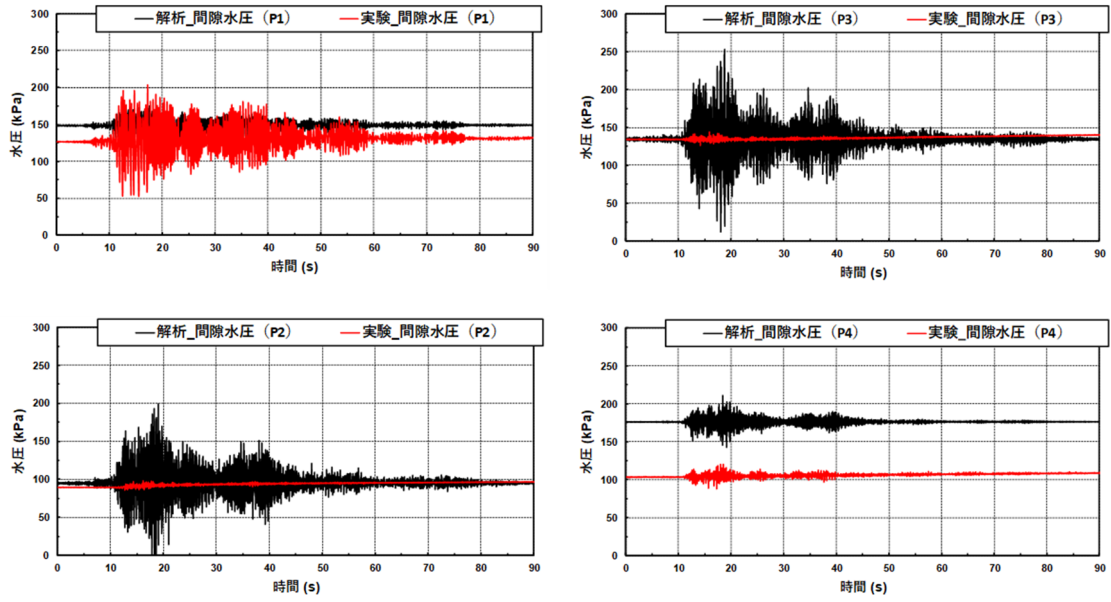 解析_間隙水圧（P1） 実験_間隙水圧（P1）
水圧 (kPa)
300
250
200
150
100
50
0
0 10 20 30 40 50 60 70 80 90
時間 (s)
解析_間隙水圧（P3） 実験_間隙水圧（P3）
水圧 (kPa)
300
250
200
150
100
50
0
0 10 20 30 40 50 60 70 80 90
時間 (s)
解析_間隙水圧（P2） 実験_間隙水圧（P2）
水圧 (kPa)
300
250
200
150
100
50
0
0 10 20 30 40 50 60 70 80 90
時間 (s)
解析_間隙水圧（P4） 実験_間隙水圧（P4）
水圧 (kPa)
300
250
200
150
100
50
0
0 10 20 30 40 50 60 70 80 90
時間 (s)